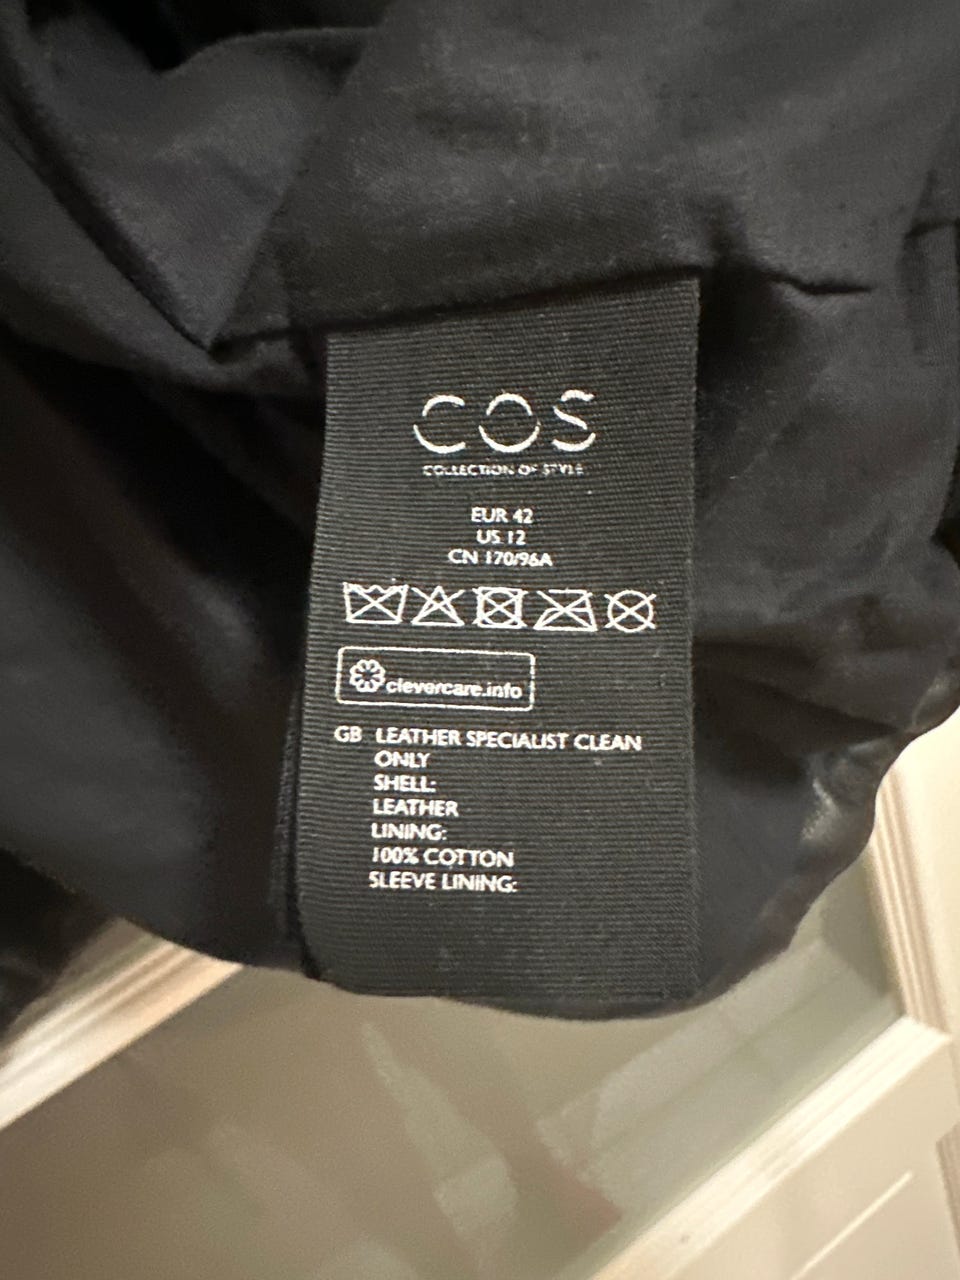 COS
COLLECTION OF STYLE
EUR 42
US 12
CN 170/96A
clevercare.info
GB LEATHER SPECIALIST CLEAN
ONLY
SHELL:
LEATHER
LINING:
100% COTTON
SLEEVE LINING: